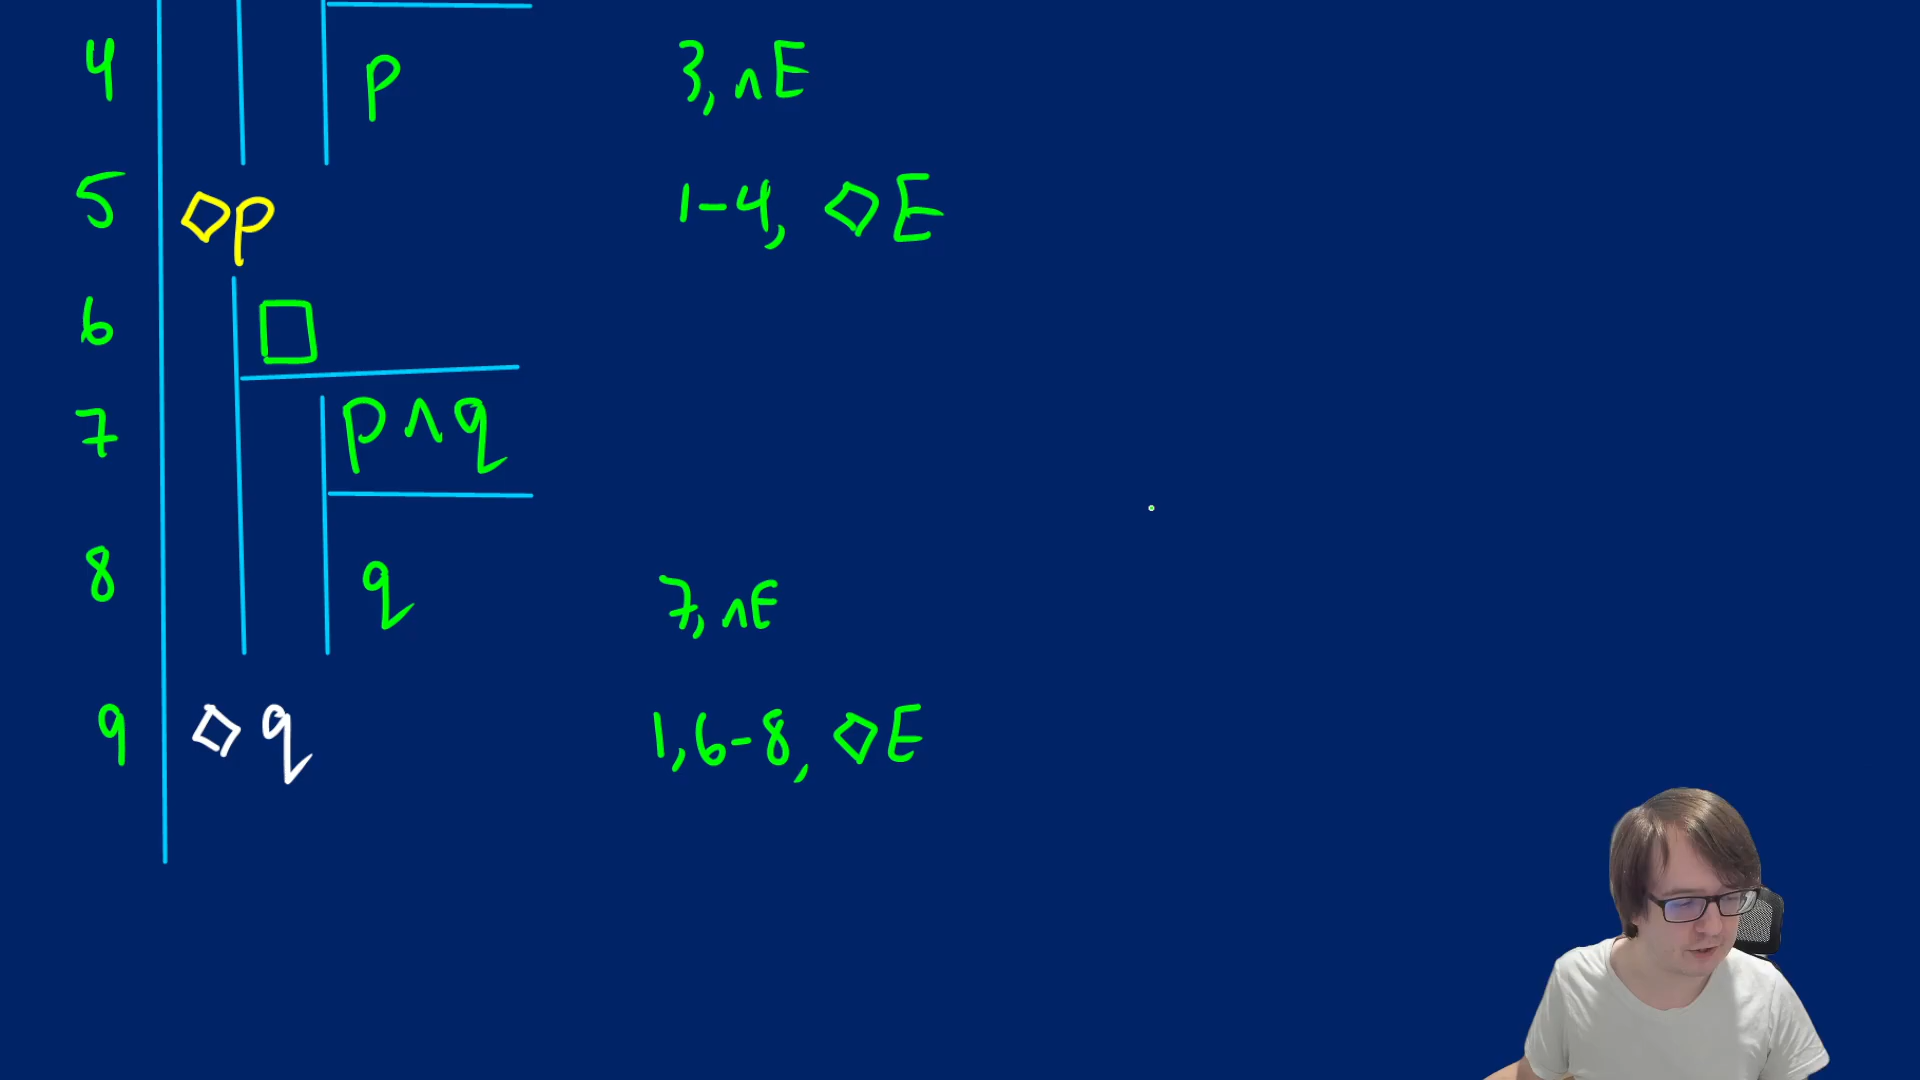 4 p 3, ∧E
5 ◇p 1-4, ◇E
6 □
7 p ∧ q
8 q 7, ∧E
9 ◇q 1, 6-8, ◇E